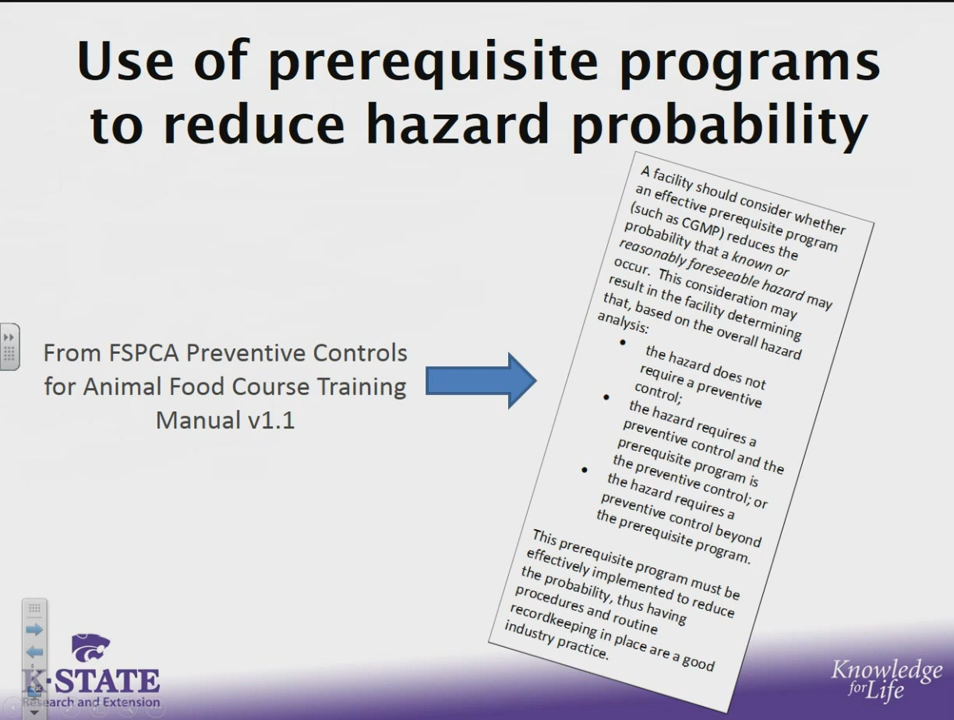 Use of prerequisite programs
to reduce hazard probability
From FSPCA Preventive Controls
for Animal Food Course Training
Manual v1.1
A facility should consider whether
an effective prerequisite program
(such as CGMP) reduces the
probability that a known or
reasonably foreseeable hazard may
occur. This consideration may
result in the facility determining
that, based on the overall hazard
analysis:
• the hazard does not
require a preventive
control;
• the hazard requires a
preventive control and the
prerequisite program is
the preventive control; or
• the hazard requires a
preventive control beyond
the prerequisite program.
This prerequisite program must be
effectively implemented to reduce
the probability, thus having
procedures and routine
recordkeeping in place are a good
industry practice.
K-STATE
Research and Extension
Knowledge
for Life